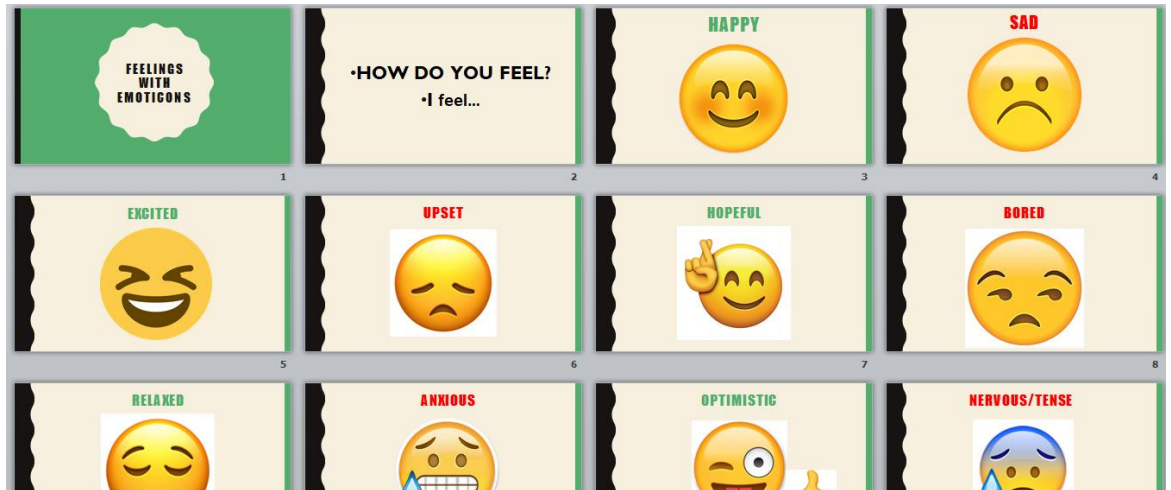 FEELINGS
WITH
EMOTICONS
•HOW DO YOU FEEL?
•I feel...
HAPPY
SAD
1
2
3
4
EXCITED
UPSET
HOPEFUL
BORED
5
6
7
8
RELAXED
ANXIOUS
OPTIMISTIC
NERVOUS/TENSE